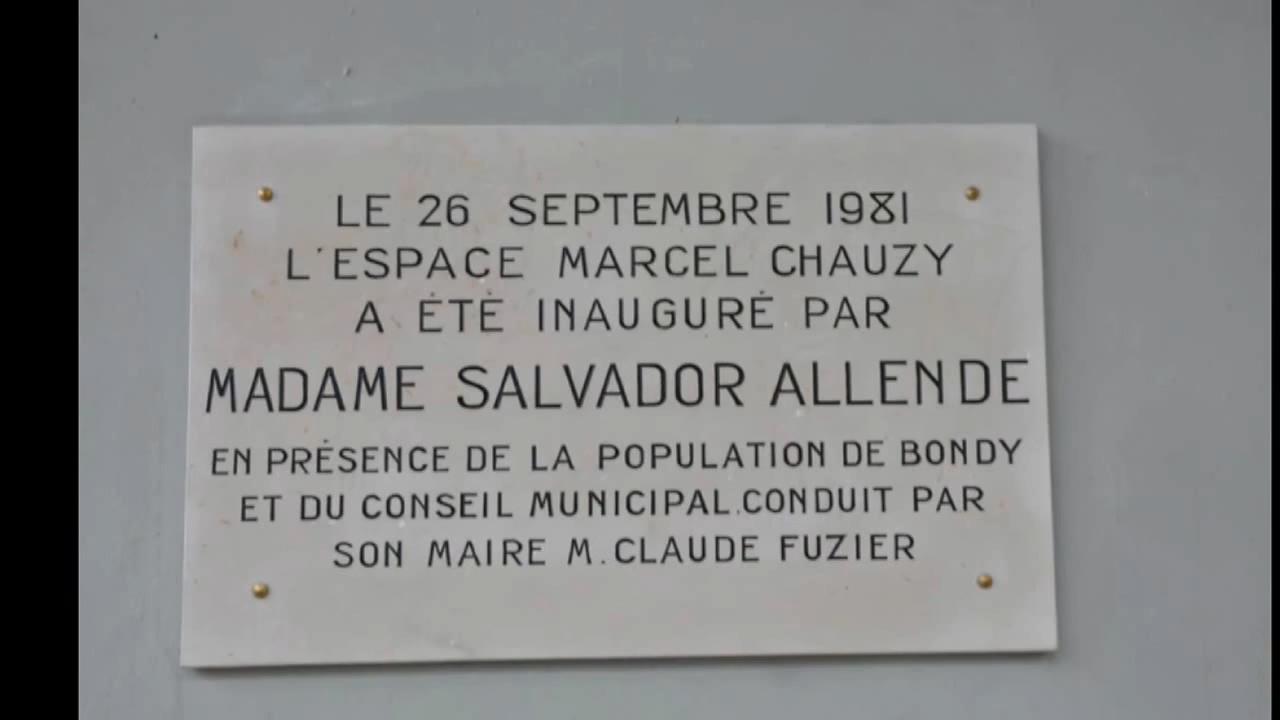 LE 26 SEPTEMBRE 1981
L'ESPACE MARCEL CHAUZY
A ÉTÉ INAUGURÉ PAR
MADAME SALVADOR ALLENDE
EN PRÉSENCE DE LA POPULATION DE BONDY
ET DU CONSEIL MUNICIPAL.CONDUIT PAR
SON MAIRE M. CLAUDE FUZIER